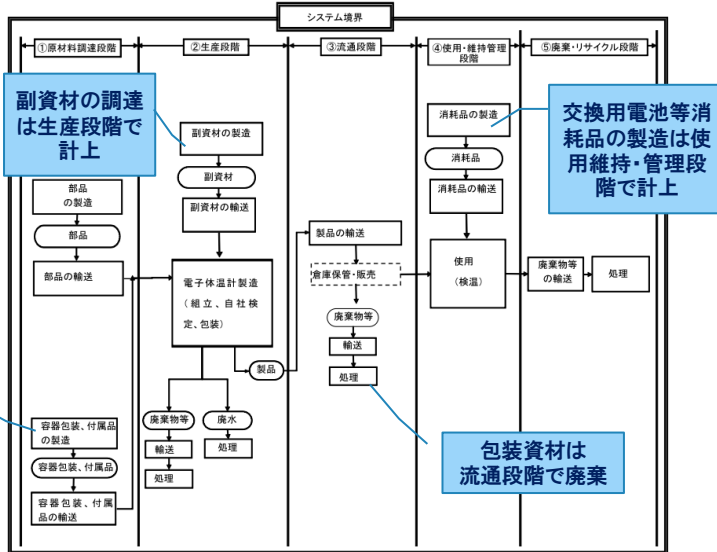 システム境界
①原材料調達段階
②生産段階
③流通段階
④使用・維持管理
段階
⑤廃棄・リサイクル段階
副資材の調達
は生産段階で
計上
部品
の製造
部品
部品の輸送
容器包装、付属品
の製造
容器包装、付属品
容器包装、付属
品の輸送
副資材の製造
副資材
副資材の輸送
電子体温計製造
(組立、自社検
定、包装)
製品
廃棄物等
輸送
処理
廃水
処理
製品の輸送
倉庫保管・販売
廃棄物等
輸送
処理
包装資材は
流通段階で廃棄
消耗品の製造
消耗品
消耗品の輸送
使用
(検温)
交換用電池等消
耗品の製造は使
用維持・管理段
階で計上
廃棄物等
の輸送
処理